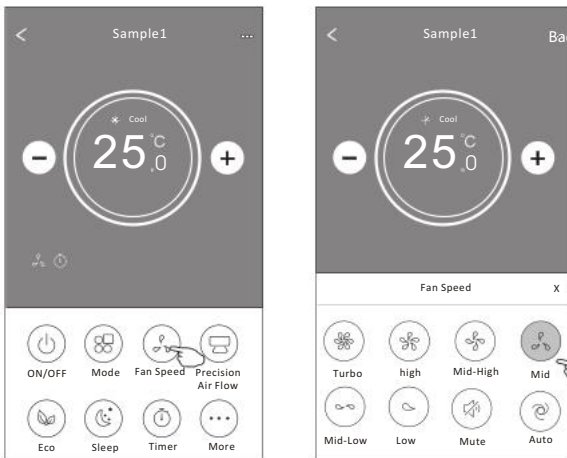 Sample1
...
Cool
25.0°C
ON/OFF
Mode
Fan Speed
Precision
Air Flow
Eco
Sleep
Timer
More
Sample1
Cool
25.0°C
Fan Speed
X
Turbo
high
Mid-High
Mid
Mid-Low
Low
Mute
Auto